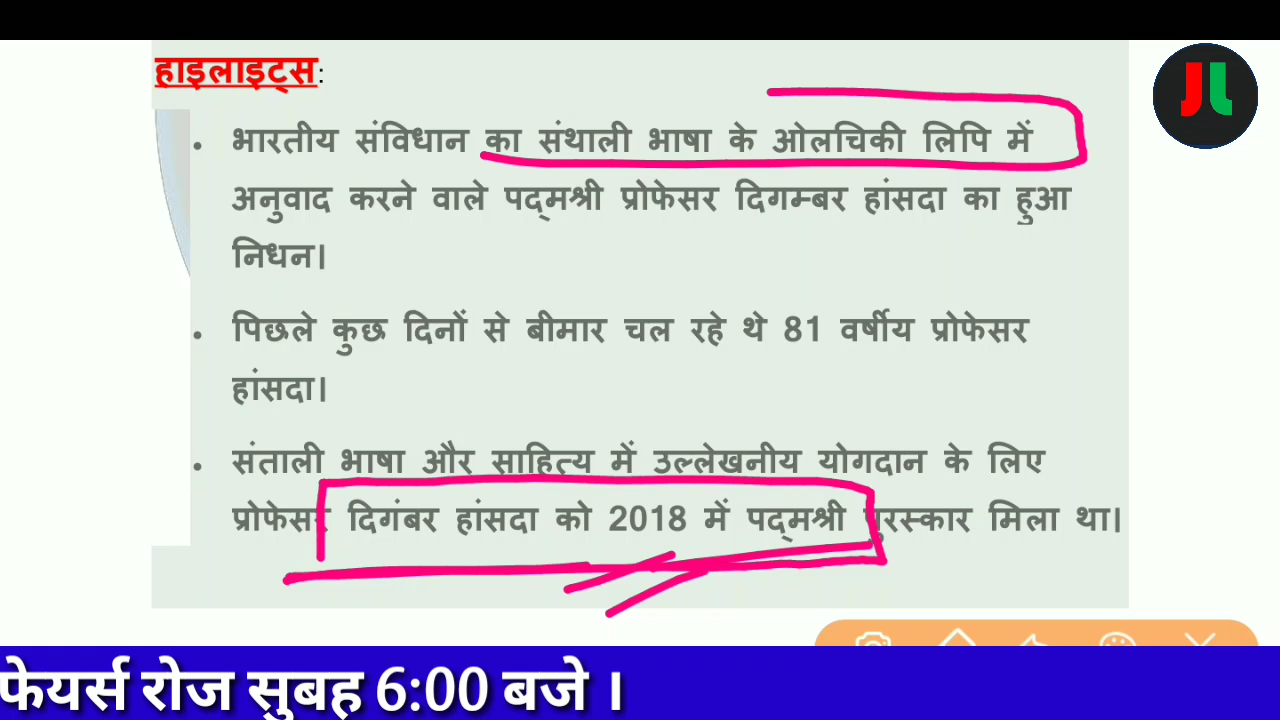 हाइलाइट्स:
• भारतीय संविधान का संथाली भाषा के ओलचिकी लिपि में
अनुवाद करने वाले पद्मश्री प्रोफेसर दिगम्बर हांसदा का हुआ
निधन।
• पिछले कुछ दिनों से बीमार चल रहे थे 81 वर्षीय प्रोफेसर
हांसदा।
• संताली भाषा और साहित्य में उल्लेखनीय योगदान के लिए
प्रोफेसर दिगंबर हांसदा को 2018 में पद्मश्री पुरस्कार मिला था।
फेयर्स रोज सुबह 6:00 बजे ।
JL